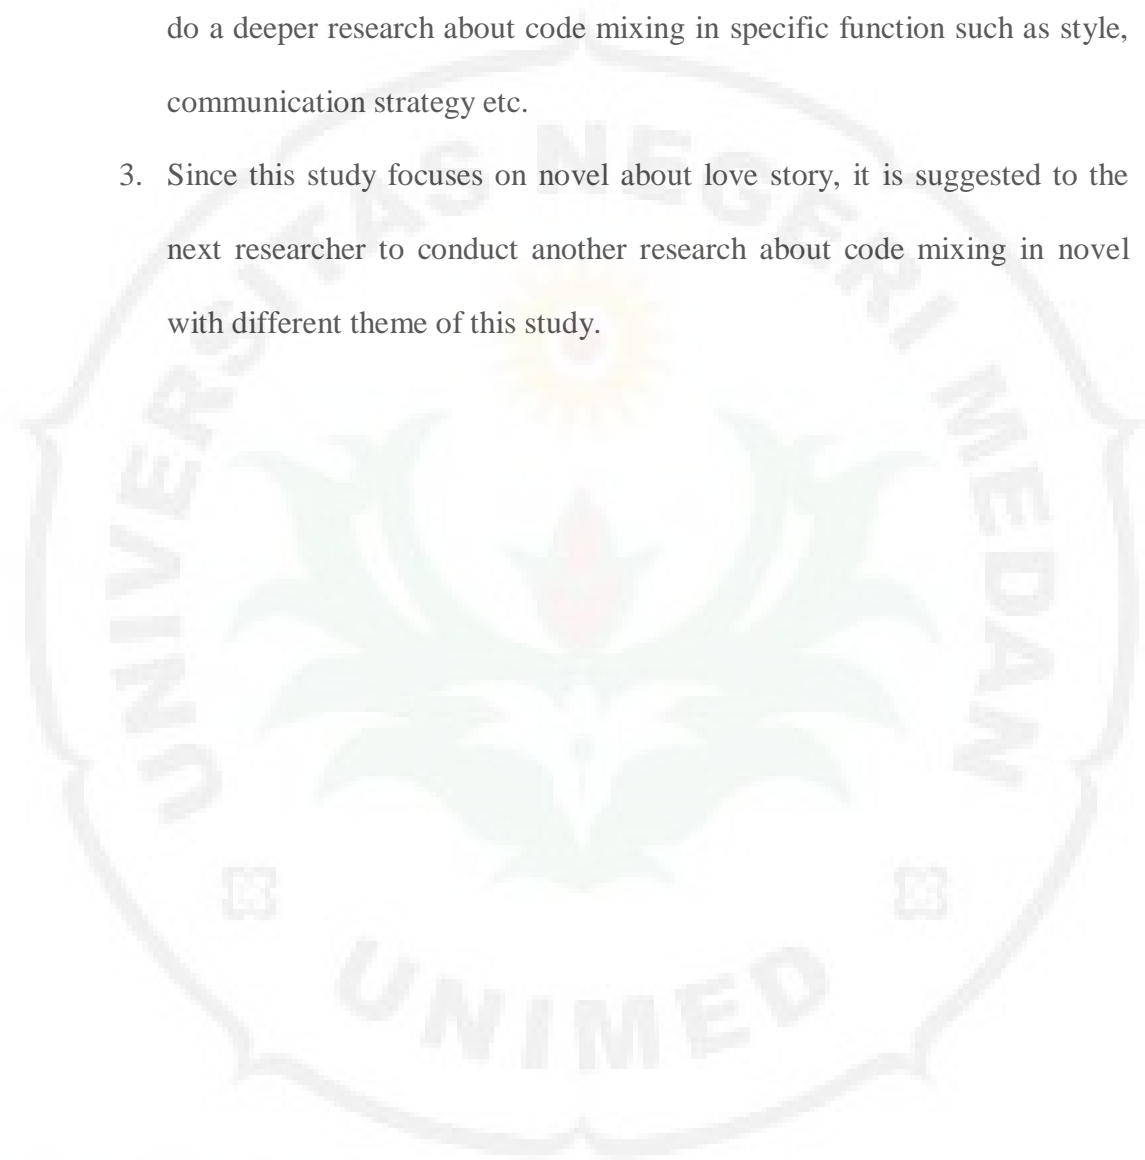 do a deeper research about code mixing in specific function such as style,
communication strategy etc.
3. Since this study focuses on novel about love story, it is suggested to the
next researcher to conduct another research about code mixing in novel
with different theme of this study.
UNIVERSITAS NEGERI MEDAN
UNIMED